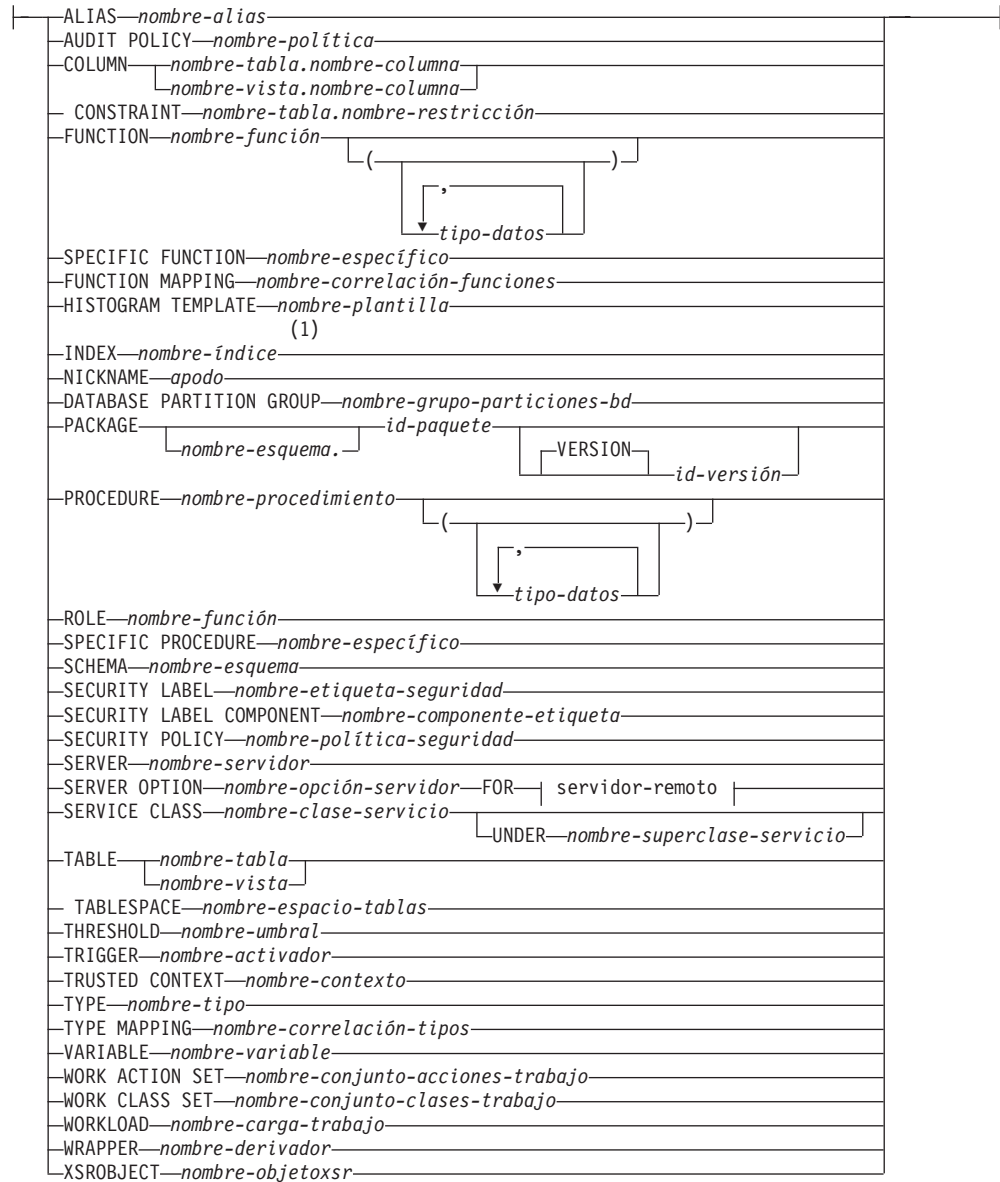 ALIAS nombre-alias
AUDIT POLICY nombre-política
COLUMN nombre-tabla.nombre-columna
nombre-vista.nombre-columna
CONSTRAINT nombre-tabla.nombre-restricción
FUNCTION nombre-función
( )
,
tipo-datos
SPECIFIC FUNCTION nombre-específico
FUNCTION MAPPING nombre-correlación-funciones
HISTOGRAM TEMPLATE nombre-plantilla
(1)
INDEX nombre-índice
NICKNAME apodo
DATABASE PARTITION GROUP nombre-grupo-particiones-bd
PACKAGE id-paquete
nombre-esquema. VERSION
id-versión
PROCEDURE nombre-procedimiento
( )
,
tipo-datos
ROLE nombre-función
SPECIFIC PROCEDURE nombre-específico
SCHEMA nombre-esquema
SECURITY LABEL nombre-etiqueta-seguridad
SECURITY LABEL COMPONENT nombre-componente-etiqueta
SECURITY POLICY nombre-política-seguridad
SERVER nombre-servidor
SERVER OPTION nombre-opción-servidor FOR servidor-remoto
SERVICE CLASS nombre-clase-servicio
UNDER nombre-superclase-servicio
TABLE nombre-tabla
nombre-vista
TABLESPACE nombre-espacio-tablas
THRESHOLD nombre-umbral
TRIGGER nombre-activador
TRUSTED CONTEXT nombre-contexto
TYPE nombre-tipo
TYPE MAPPING nombre-correlación-tipos
VARIABLE nombre-variable
WORK ACTION SET nombre-conjunto-acciones-trabajo
WORK CLASS SET nombre-conjunto-clases-trabajo
WORKLOAD nombre-carga-trabajo
WRAPPER nombre-derivador
XSROBJECT nombre-objetoxsr